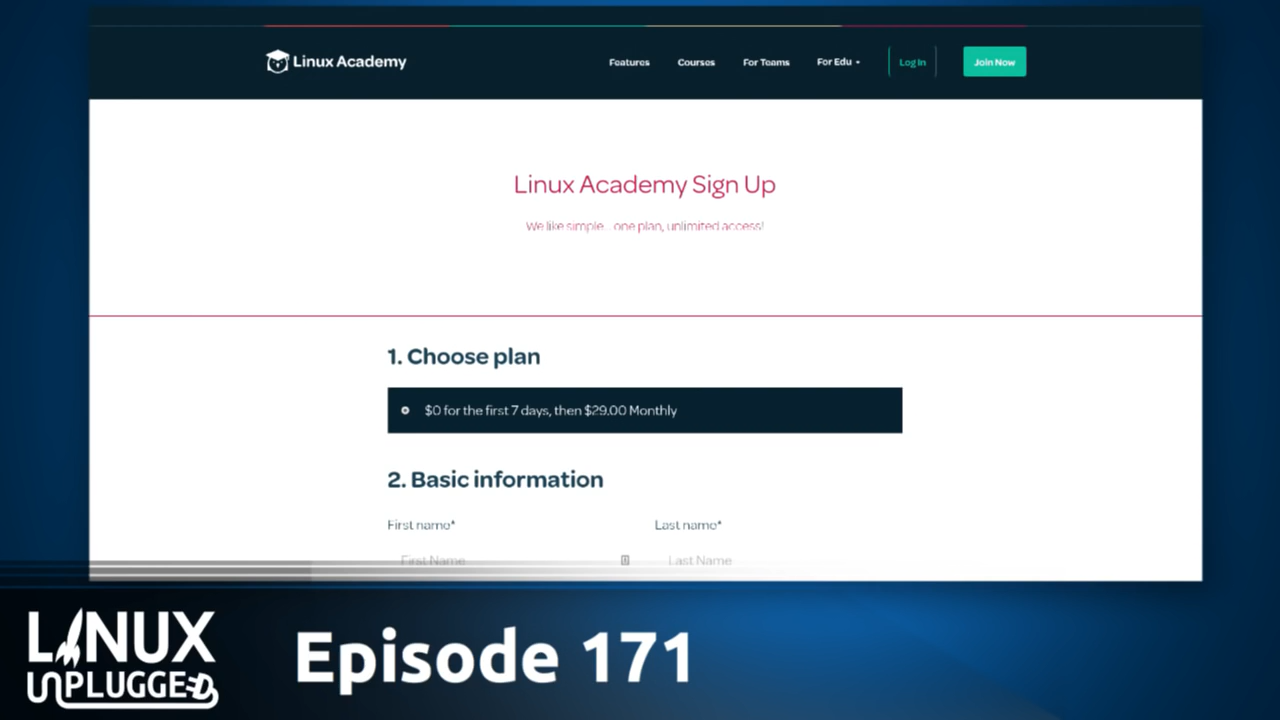 Linux Academy
Features Courses For Teams For Edu Log In Join Now
Linux Academy Sign Up
We like simple - one plan, unlimited access!
1. Choose plan
$0 for the first 7 days, then $29.00 Monthly
2. Basic information
First name* Last name*
First Name Last Name
LINUX
UNPLUGGED
Episode 171